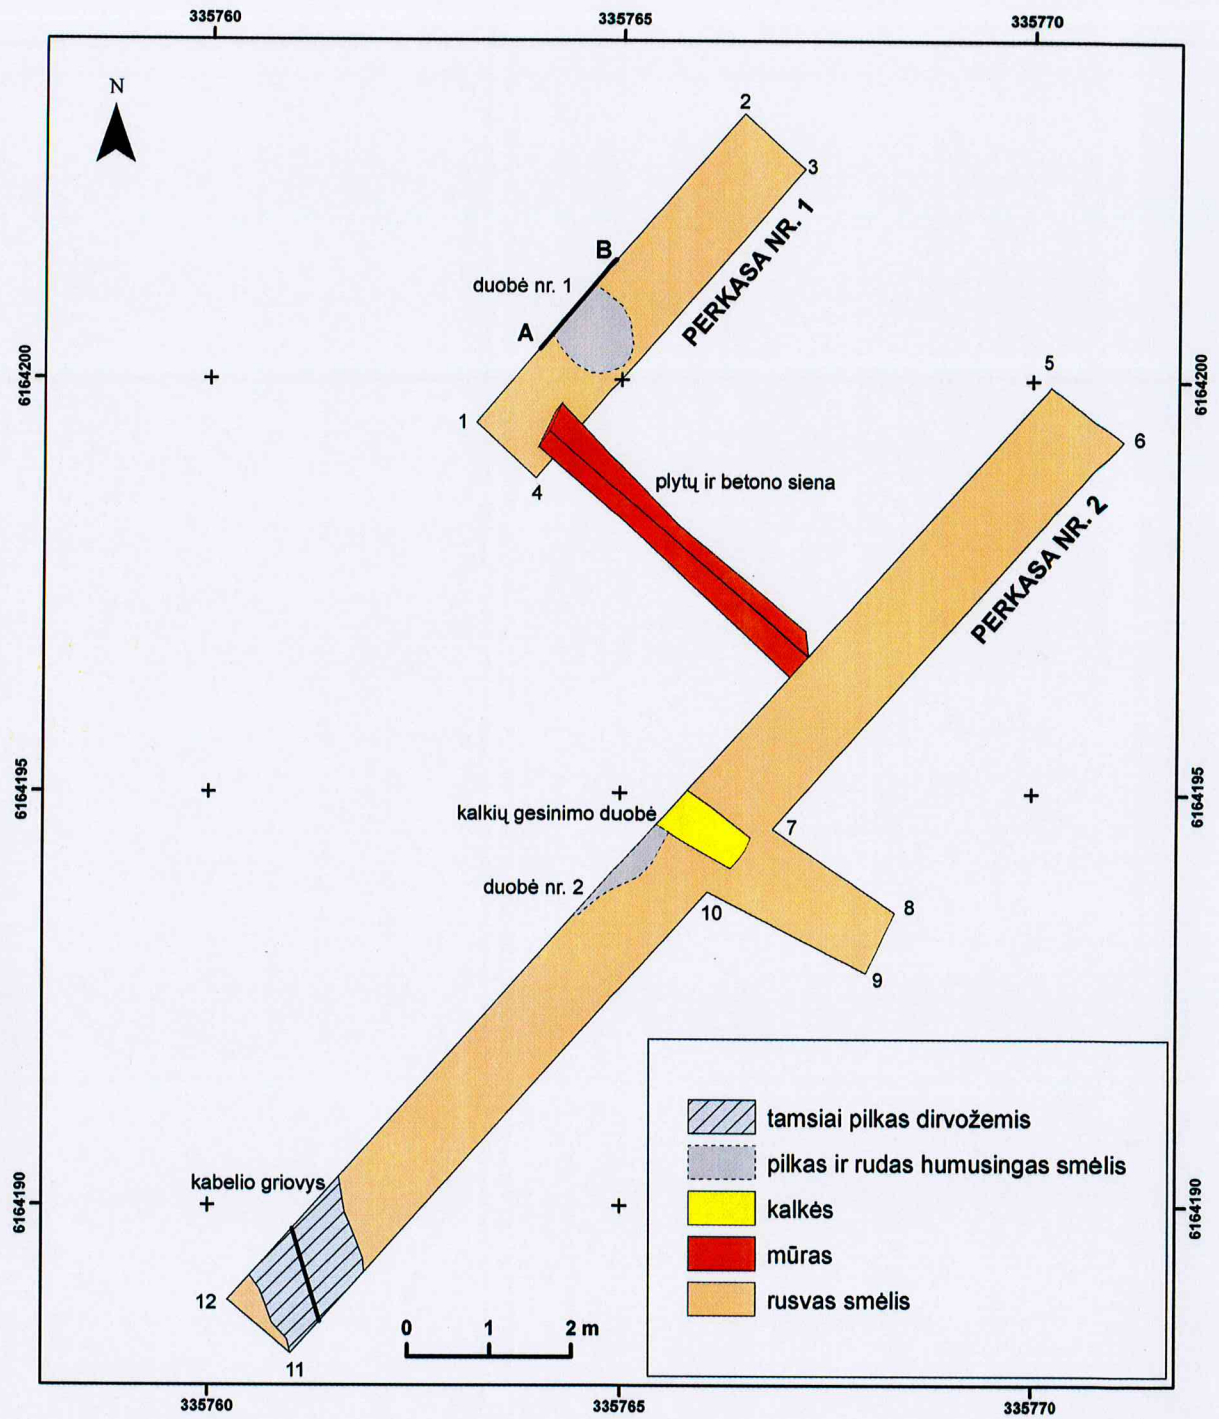 335760
335765
335770
N
2
3
PERKASA NR. 1
B
duobė nr. 1
A
6164200
6164200
5
1
6
4
plytų ir betono siena
PERKASA NR. 2
6164195
6164195
kalkių gesinimo duobė
7
duobė nr. 2
8
10
9
tamsiai pilkas dirvožemis
pilkas ir rudas humusingas smėlis
kabelio griovys
6164190
6164190
kalkės
mūras
12
rusvas smėlis
0 1 2 m
11
335760
335765
335770